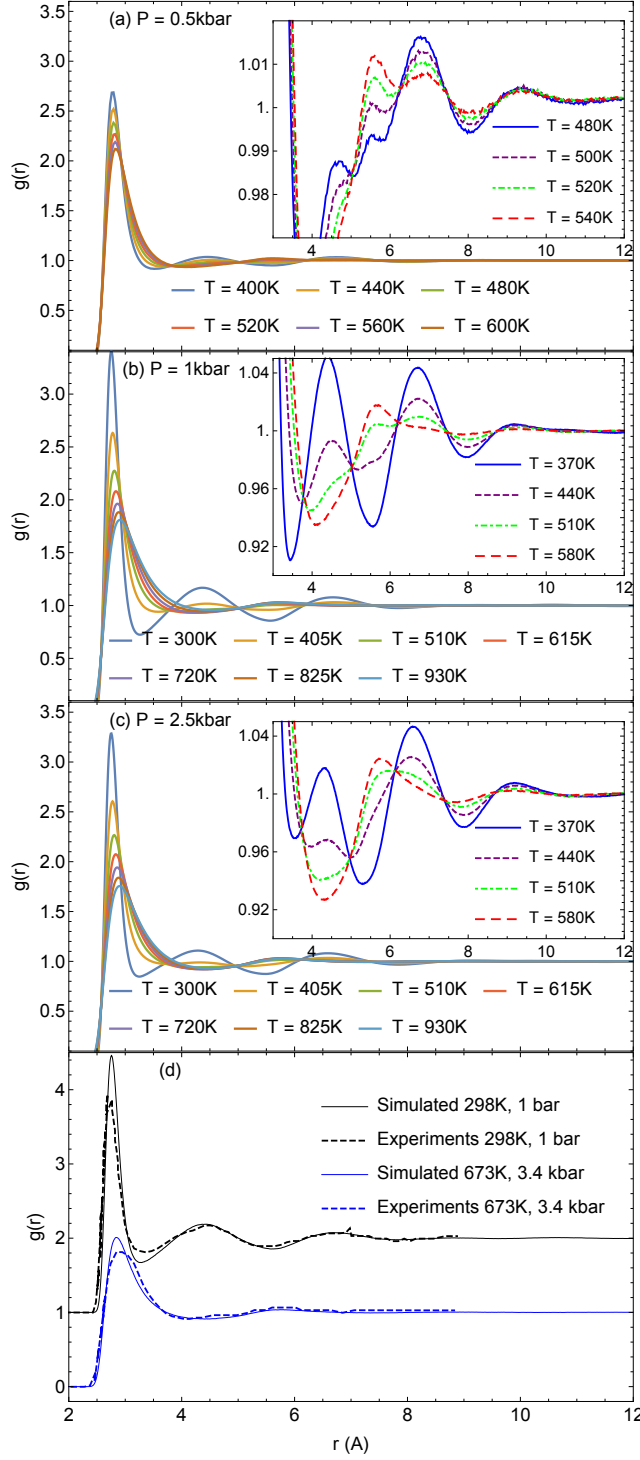 (a) P = 0.5kbar
g(r)
3.5
3.0
2.5
2.0
1.5
1.0
0.5
1.01
1
0.99
0.98
T = 480K
T = 500K
T = 520K
T = 540K
4 6 8 10 12
T = 400K T = 440K T = 480K
T = 520K T = 560K T = 600K
(b) P = 1kbar
g(r)
3.0
2.5
2.0
1.5
1.0
0.5
1.04
1
0.96
0.92
T = 370K
T = 440K
T = 510K
T = 580K
4 6 8 10 12
T = 300K T = 405K T = 510K T = 615K
T = 720K T = 825K T = 930K
(c) P = 2.5kbar
g(r)
3.0
2.5
2.0
1.5
1.0
0.5
1.04
1
0.96
0.92
T = 370K
T = 440K
T = 510K
T = 580K
4 6 8 10 12
T = 300K T = 405K T = 510K T = 615K
T = 720K T = 825K T = 930K
(d)
g(r)
4
3
2
1
0
Simulated 298K, 1 bar
Experiments 298K, 1 bar
Simulated 673K, 3.4 kbar
Experiments 673K, 3.4 kbar
2 4 6 8 10 12
r (A)